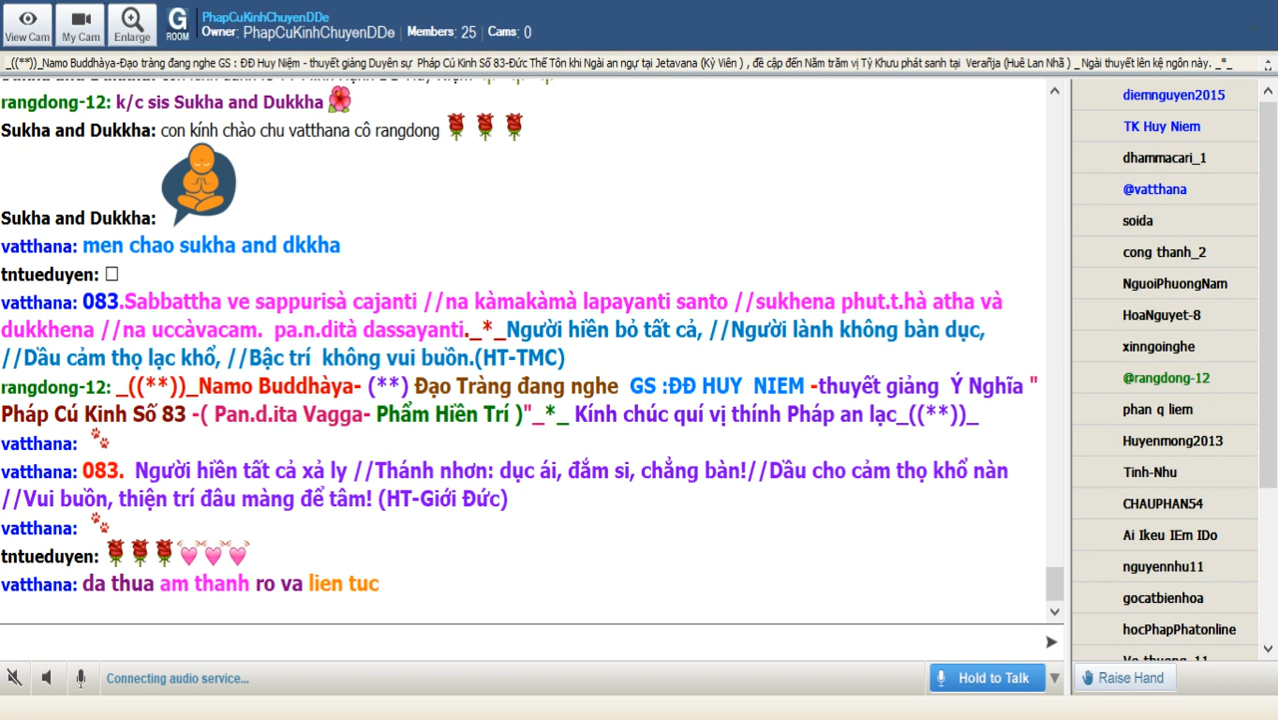 View Cam
My Cam
Enlarge
G
ROOM
PhapCuKinhChuyenDDe
Owner: PhapCuKinhChuyenDDe Members: 25 Cams: 0
_((**))_Namo Buddhàya-Đạo tràng đang nghe GS : ĐĐ Huy Niệm - thuyết giảng Duyên sự Pháp Cú Kinh Số 83-Đức Thế Tôn khi Ngài an ngự tại Jetavana (Kỳ Viên ) , đề cập đến Năm trăm vị Tỳ Khưu phát sanh tại Verañja (Huê Lan Nhã ) _ Ngài thuyết lên kệ ngôn này. _*_
rangdong-12: k/c sis Sukha and Dukkha
Sukha and Dukkha: con kính chào chu vatthana cô rangdong
Sukha and Dukkha:
vatthana: men chao sukha and dkkha
tntueduyen: □
vatthana: 083.Sabbattha ve sappurisà cajanti //na kàmakàmà lapayanti santo //sukhena phut.t.hà atha và
dukkhena //na uccàvacam. pa.n.dità dassayanti._*_Người hiền bỏ tất cả, //Người lành không bàn dục,
//Dầu cảm thọ lạc khổ, //Bậc trí không vui buồn.(HT-TMC)
rangdong-12: _((**))_Namo Buddhàya- (**) Đạo Tràng đang nghe GS :ĐĐ HUY NIEM -thuyết giảng Ý Nghĩa "
Pháp Cú Kinh Số 83 -( Pan.d.ita Vagga- Phẩm Hiền Trí )"_*_ Kính chúc quí vị thính Pháp an lạc_((**))_
vatthana:
vatthana: 083. Người hiền tất cả xả ly //Thánh nhơn: dục ái, đắm si, chẳng bàn!//Dầu cho cảm thọ khổ nàn
//Vui buồn, thiện trí đâu màng để tâm! (HT-Giới Đức)
vatthana:
tntueduyen:
vatthana: da thua am thanh ro va lien tuc
Connecting audio service...
Hold to Talk
diemnguyen2015
TK Huy Niem
dhammacari_1
@vatthana
soida
cong thanh_2
NguoiPhuongNam
HoaNguyet-8
xinngoinghe
@rangdong-12
phan q liem
Huyenmong2013
Tinh-Nhu
CHAUPHAN54
Ai Ikeu IEm IDo
nguyennhu11
gocatbienhoa
hocPhapPhatonline
Raise Hand